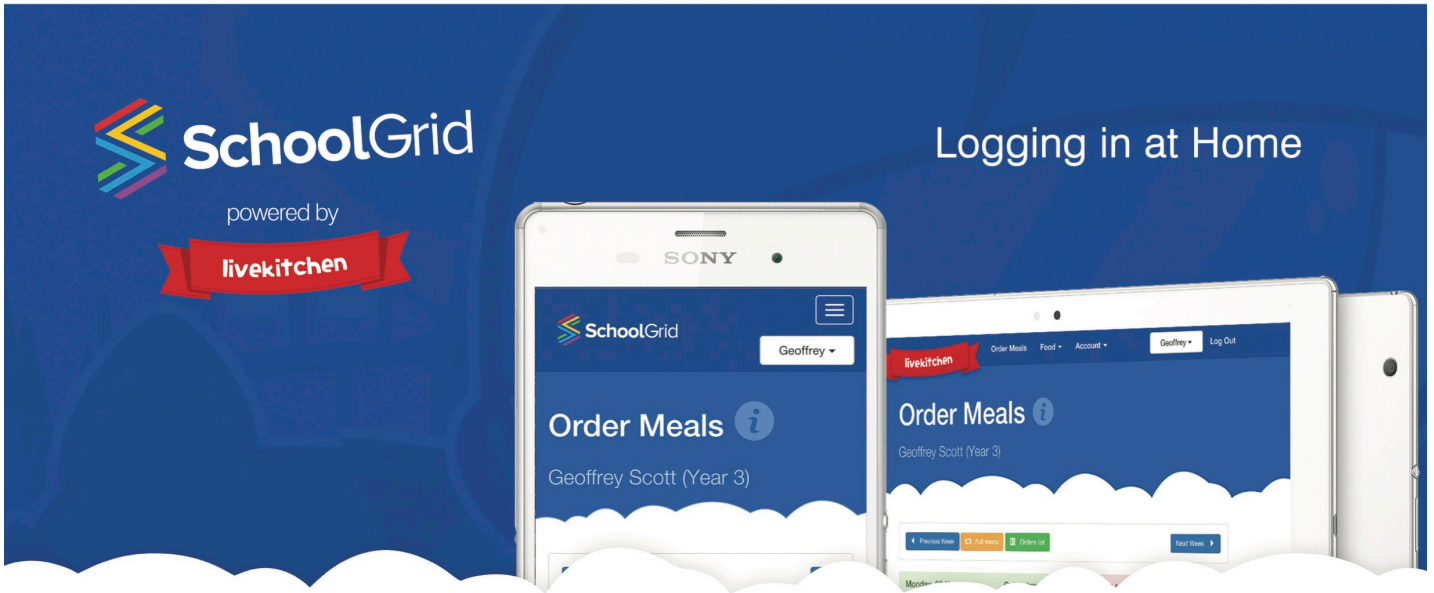 SchoolGrid
powered by
livekitchen
Logging in at Home
SONY
SchoolGrid
Geoffrey
Order Meals i
Geoffrey Scott (Year 3)
livekitchen
Order Meals Food Account Geoffrey Log Out
Order Meals i
Geoffrey Scott (Year 3)
Previous Week Full menu Orders list Next Week
Monday